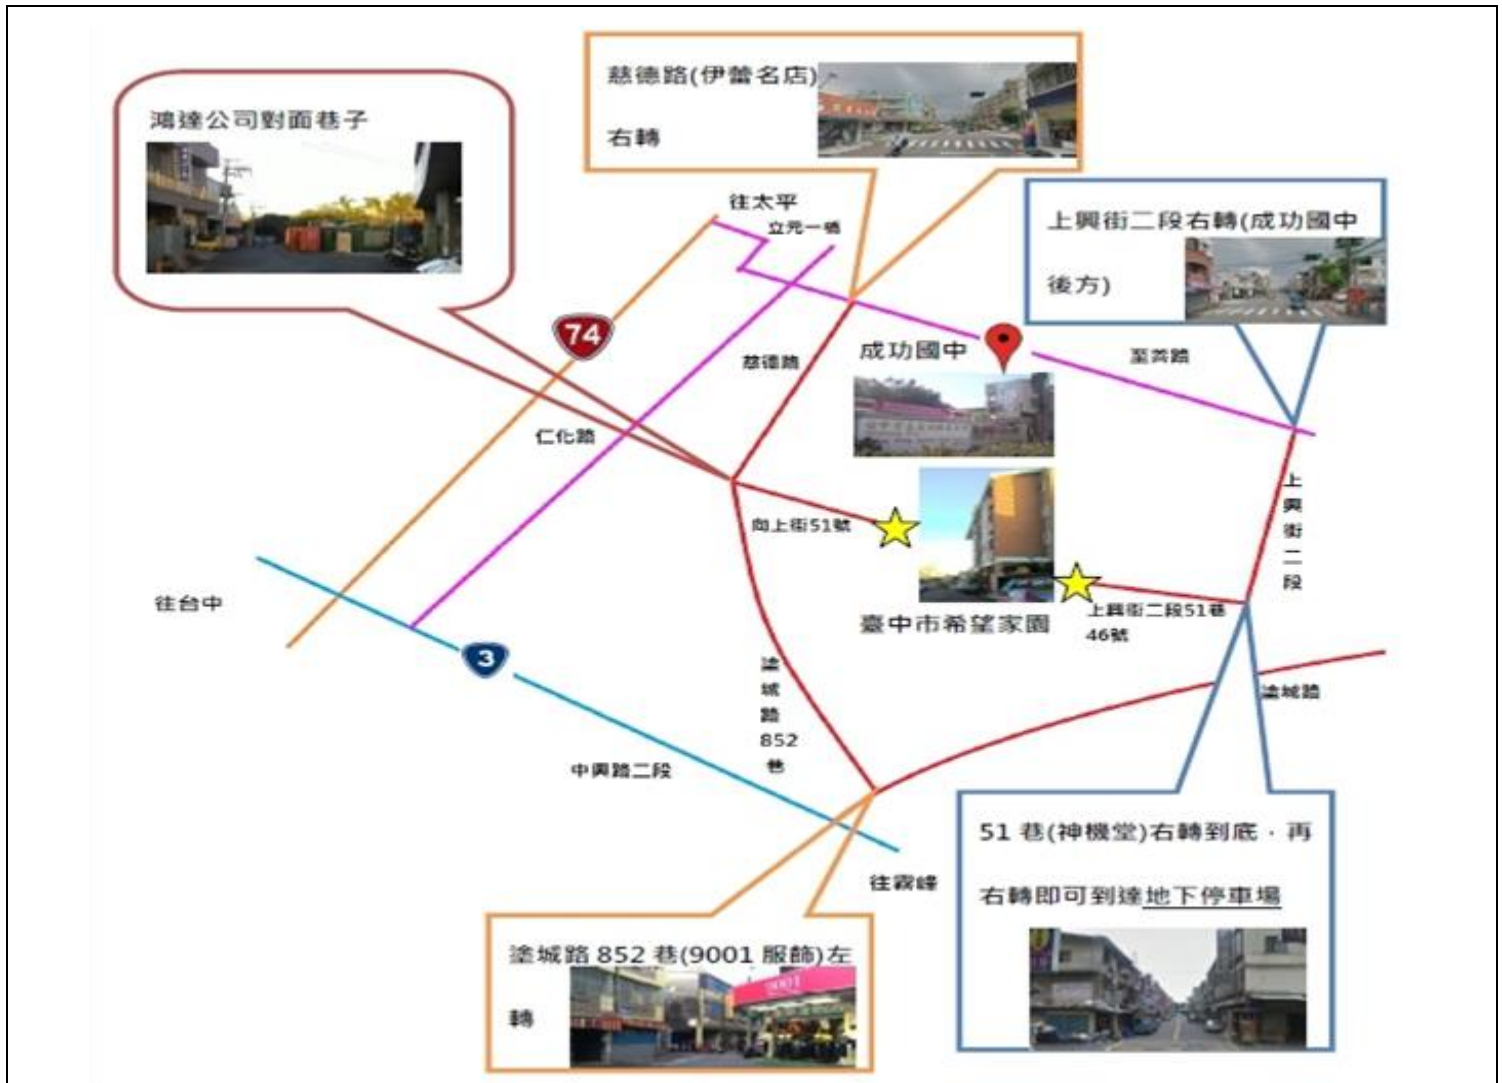 慈德路(伊蕾名店)
右轉
鴻達公司對面巷子
往太平
立元一橋
上興街二段右轉(成功國中
後方)
74
慈德路
成功國中
至善路
仁化路
上興街二段
向上街51號
往台中
臺中市希望家園
上興街二段51巷
46號
3
塗城路852巷
塗城路
中興路二段
往霧峰
51 巷(神機堂)右轉到底，再
右轉即可到達地下停車場
塗城路 852 巷(9001 服飾)左
轉
9001